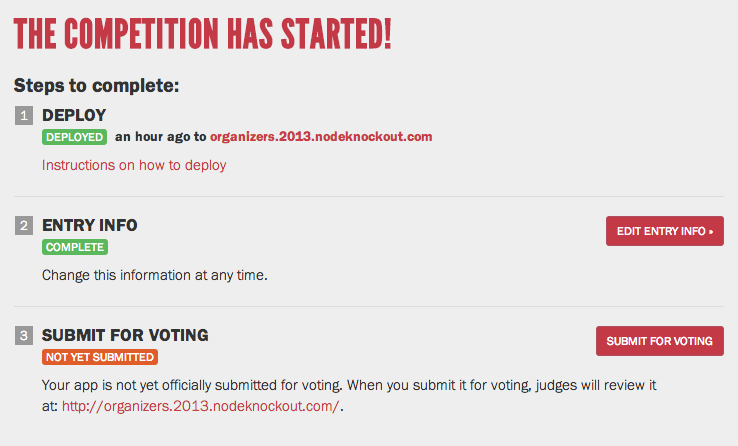 THE COMPETITION HAS STARTED!
Steps to complete:
1 DEPLOY
DEPLOYED an hour ago to organizers.2013.nodeknockout.com
Instructions on how to deploy
2 ENTRY INFO
EDIT ENTRY INFO »
COMPLETE
Change this information at any time.
3 SUBMIT FOR VOTING
SUBMIT FOR VOTING
NOT YET SUBMITTED
Your app is not yet officially submitted for voting. When you submit it for voting, judges will review it
at: http://organizers.2013.nodeknockout.com/.